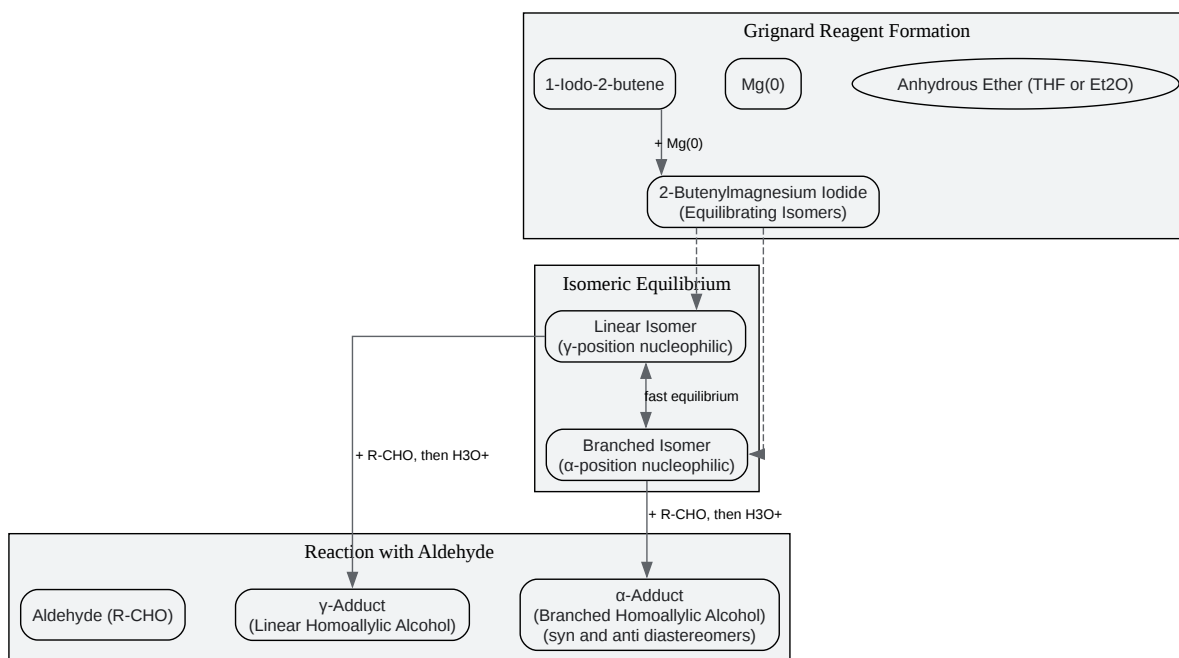 Grignard Reagent Formation
1-Iodo-2-butene
Mg(0)
Anhydrous Ether (THF or Et2O)
+ Mg(0)
2-Butenylmagnesium Iodide
(Equilibrating Isomers)
Isomeric Equilibrium
Linear Isomer
(γ-position nucleophilic)
fast equilibrium
Branched Isomer
(α-position nucleophilic)
+ R-CHO, then H3O+
+ R-CHO, then H3O+
Reaction with Aldehyde
Aldehyde (R-CHO)
γ-Adduct
(Linear Homoallylic Alcohol)
α-Adduct
(Branched Homoallylic Alcohol)
(syn and anti diastereomers)